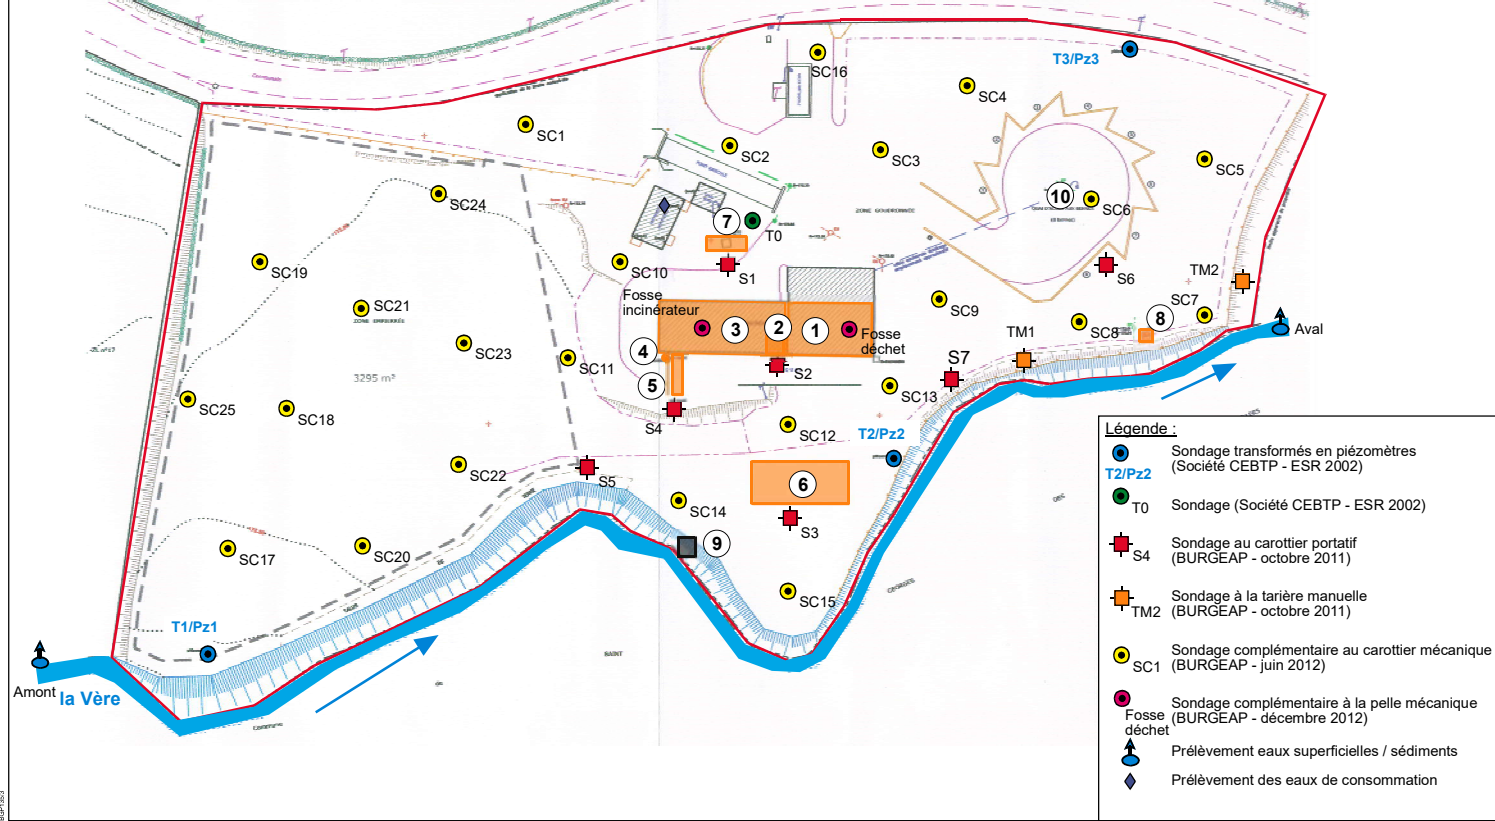 T3/Pz3
SC16
SC4
SC1
SC2
SC3
SC5
SC24
10
SC6
7
T0
ZONE GOUDRONNÉE
SC19
SC10
S1
S6
TM2
Fosse
incinérateur
SC21
SC9
SC7
3
2
1
8
SC8
Fosse
déchet
TM1
Aval
SC23
4
SC11
S2
S7
3295 m²
5
SC13
SC25
SC18
S4
SC12
T2/Pz2
SC22
S5
6
SC14
S3
9
SC17
SC20
SC15
T1/Pz1
SAINT
Amont
la Vère
Légende :
Sondage transformés en piézomètres
T2/Pz2
(Société CEBTP - ESR 2002)
T0
Sondage (Société CEBTP - ESR 2002)
S4
Sondage au carottier portatif
(BURGEAP - octobre 2011)
TM2
Sondage à la tarière manuelle
(BURGEAP - octobre 2011)
SC1
Sondage complémentaire au carottier mécanique
(BURGEAP - juin 2012)
Fosse
déchet
Sondage complémentaire à la pelle mécanique
(BURGEAP - décembre 2012)
Prélèvement eaux superficielles / sédiments
Prélèvement des eaux de consommation